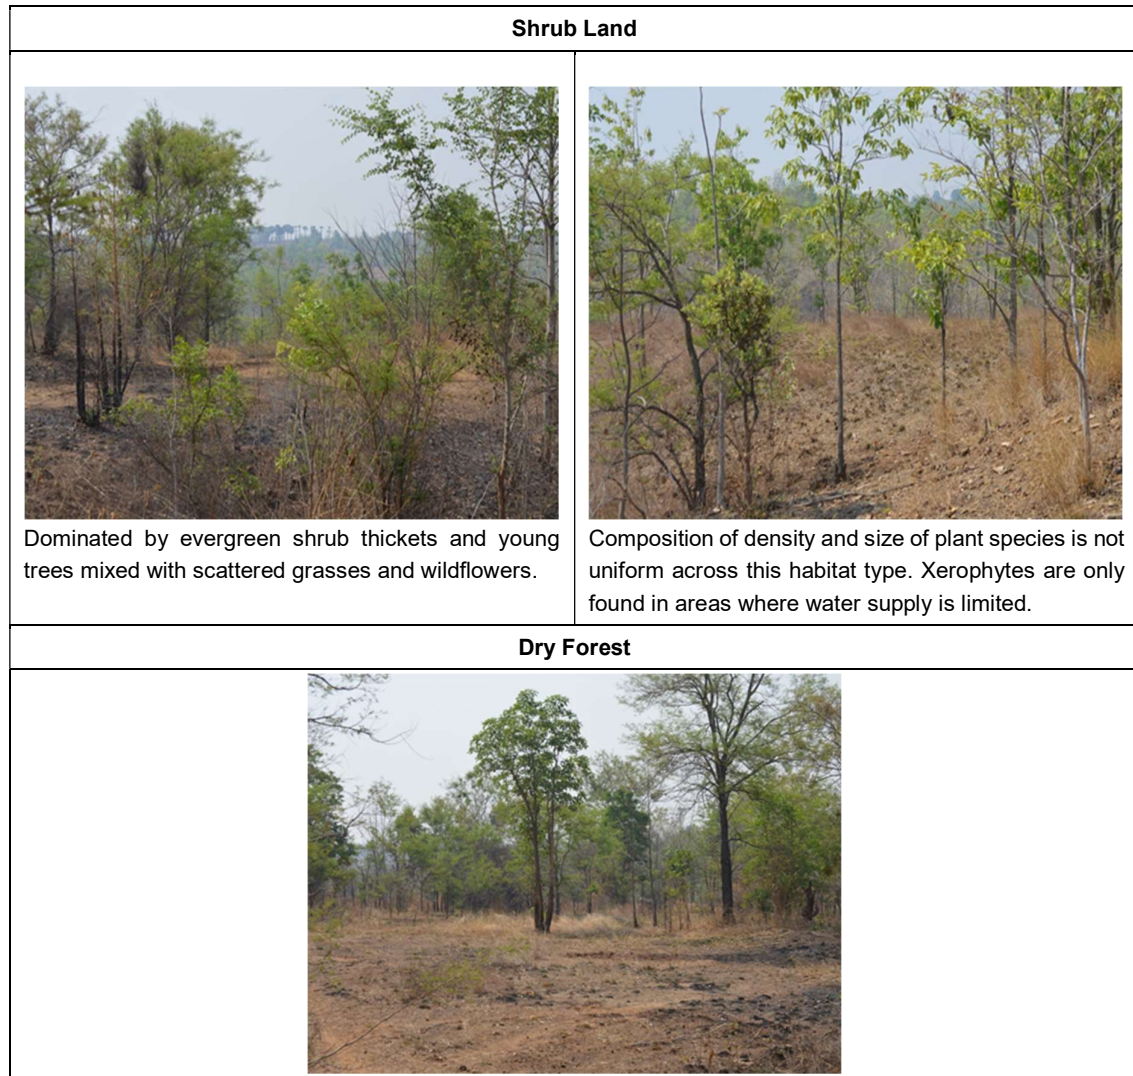 Shrub Land
Dominated by evergreen shrub thickets and young
trees mixed with scattered grasses and wildflowers.
Composition of density and size of plant species is not
uniform across this habitat type. Xerophytes are only
found in areas where water supply is limited.
Dry Forest